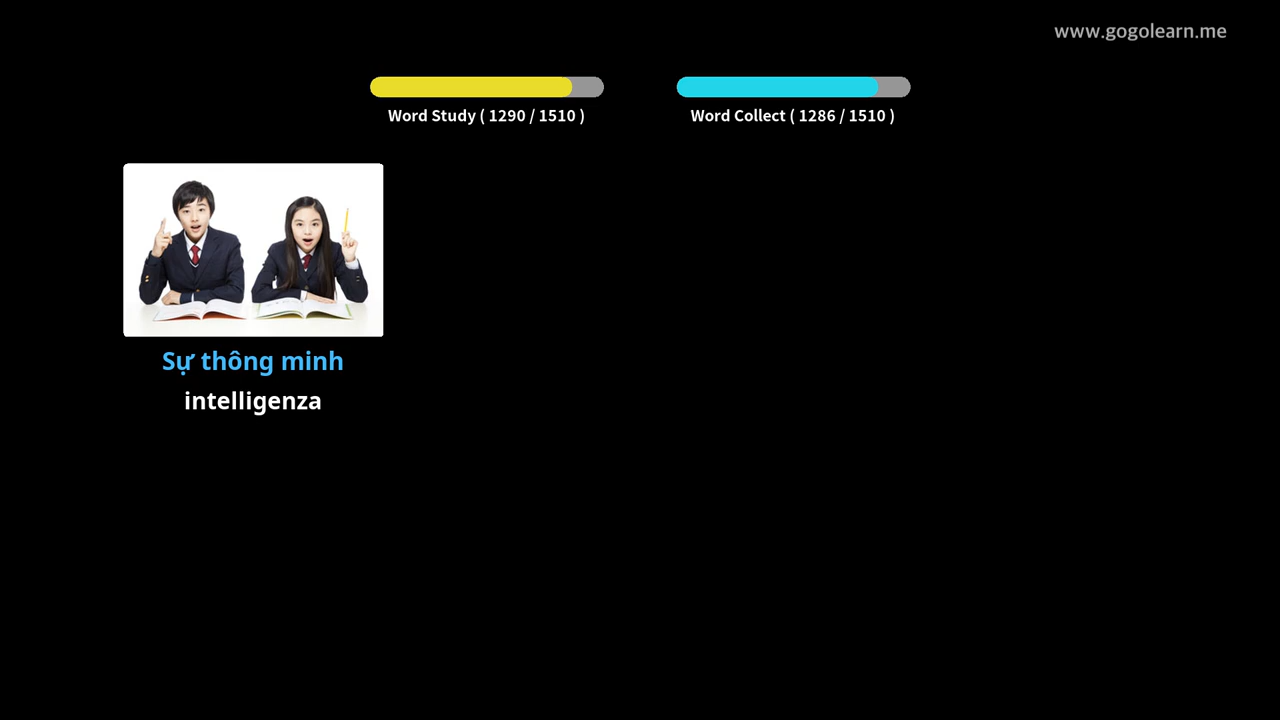 www.gogolearn.me
Word Study ( 1290 / 1510 )
Word Collect ( 1286 / 1510 )
Sự thông minh
intelligenza